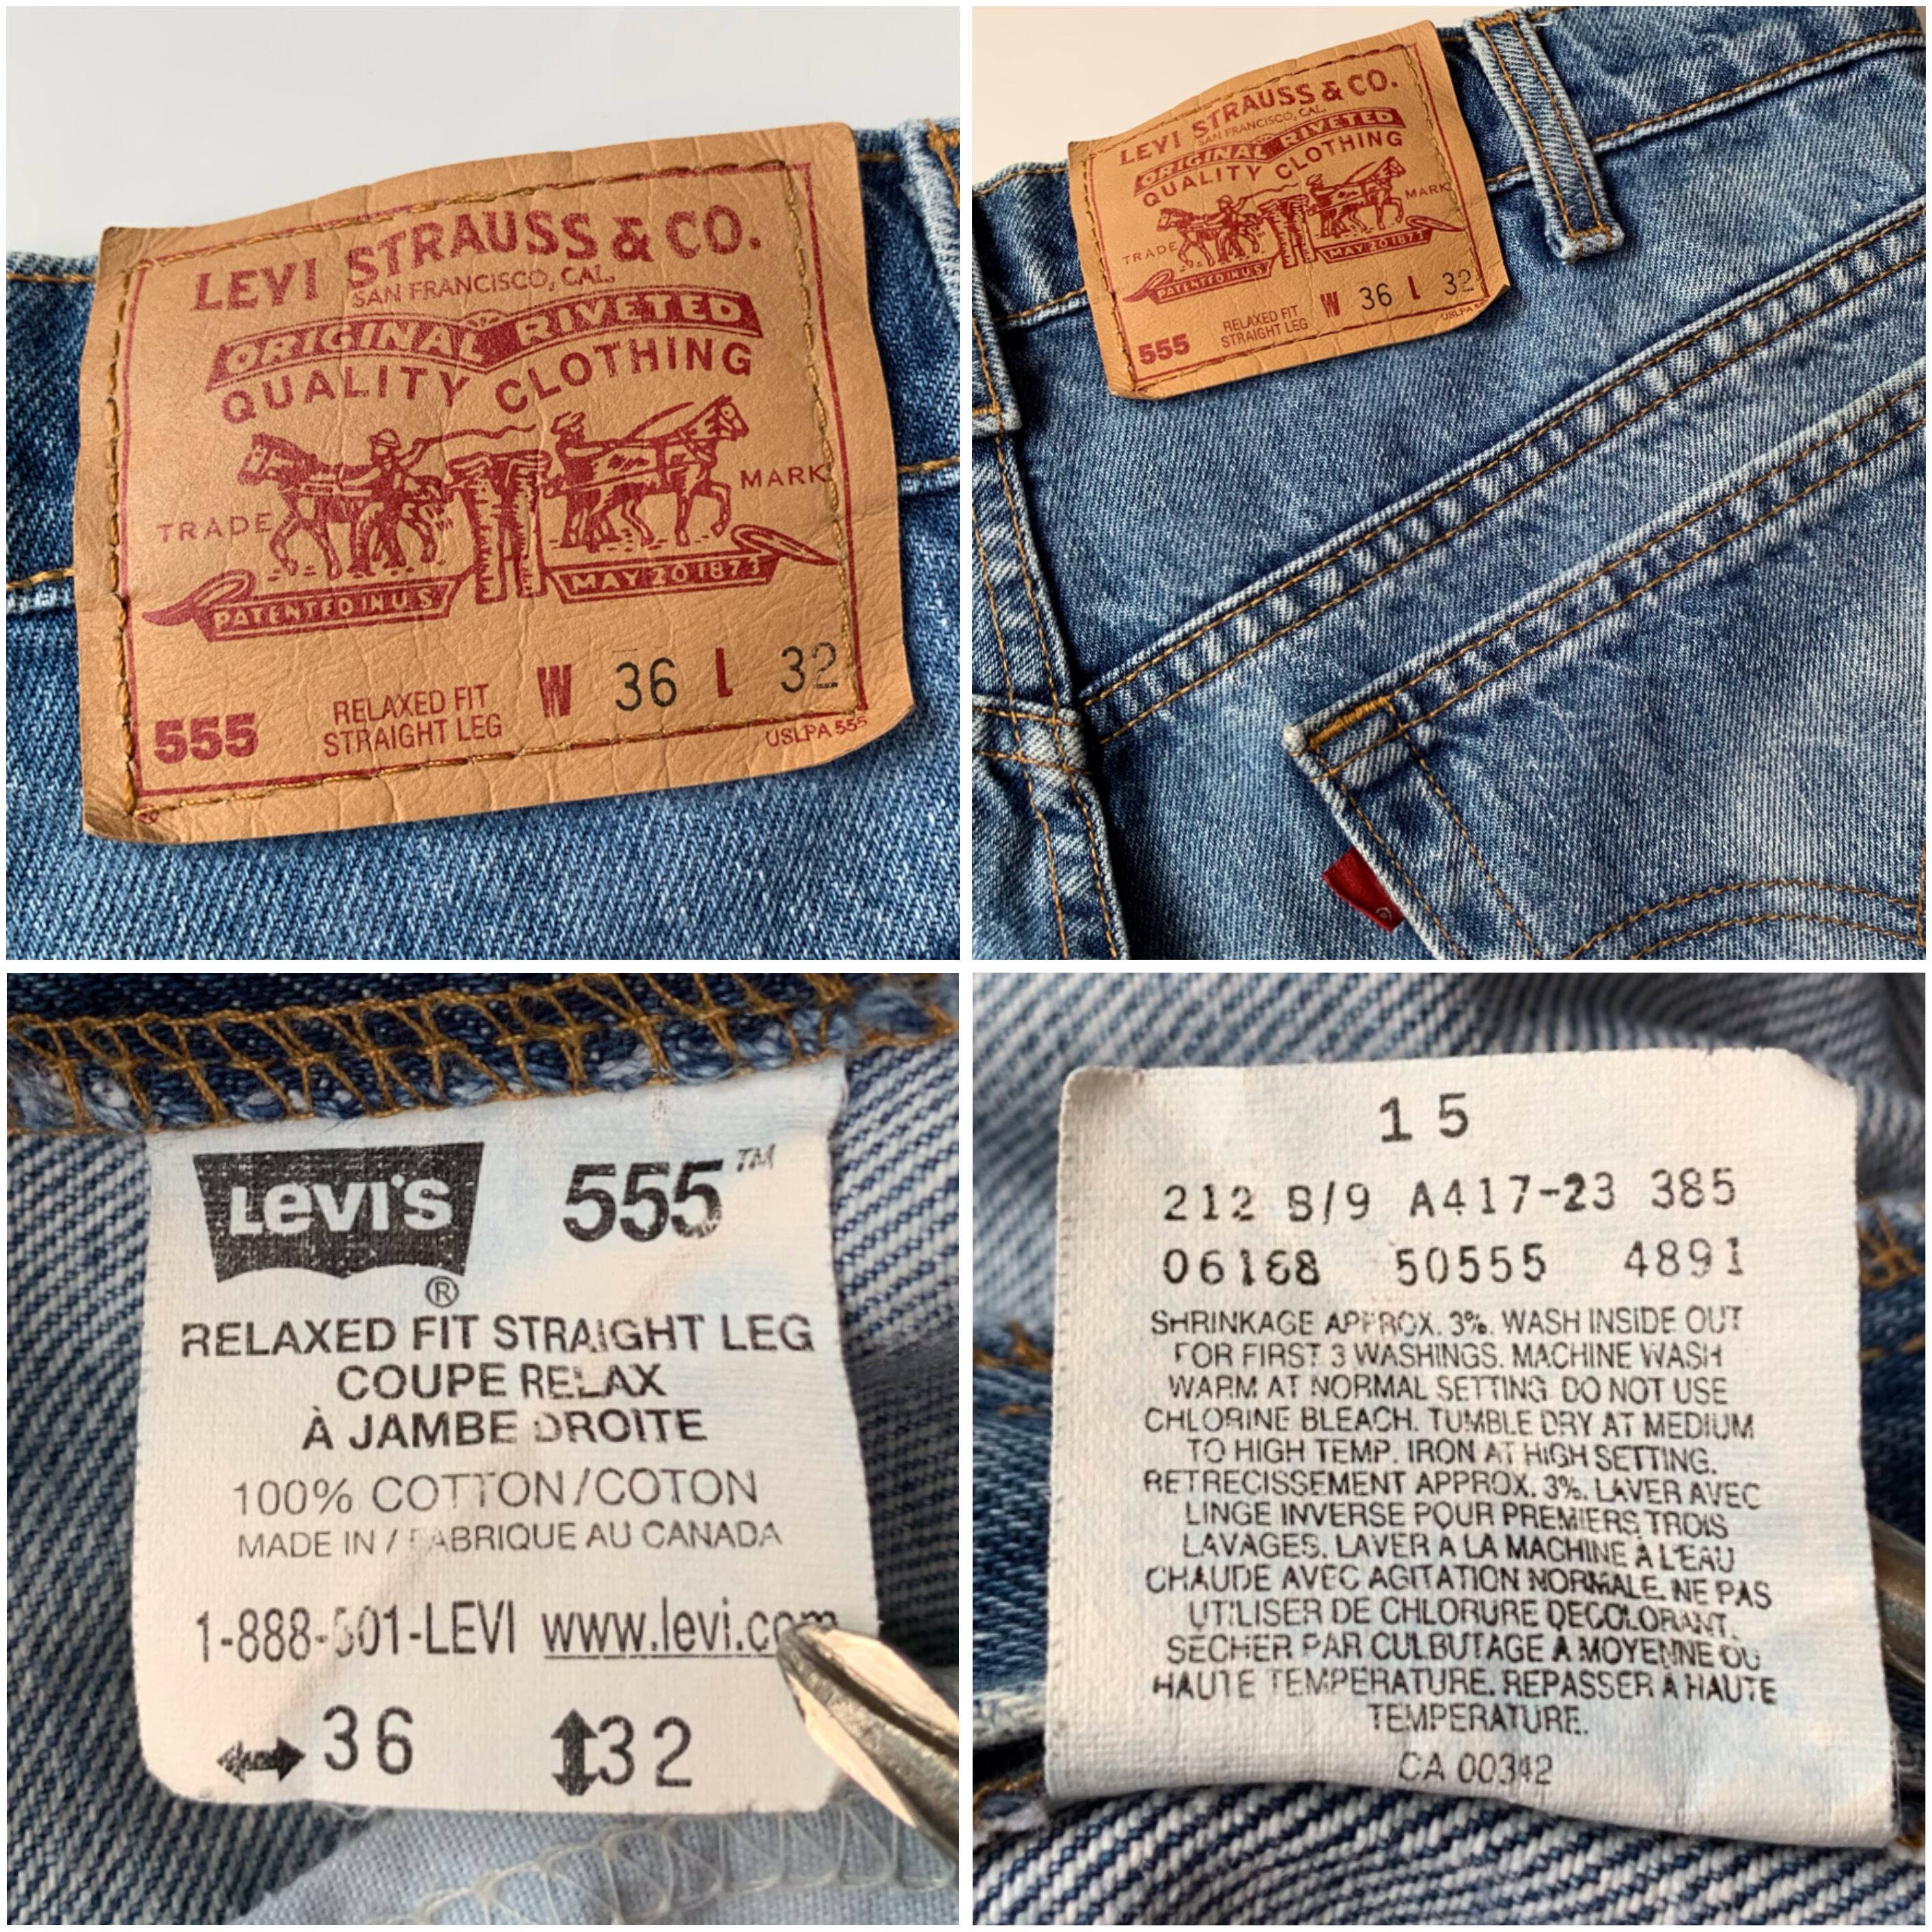 LEVI STRAUSS & CO.
SAN FRANCISCO, CAL.
ORIGINAL RIVETED
QUALITY CLOTHING
TRADE MARK
PATENTED IN U.S. MAY 20 1873
555 RELAXED FIT STRAIGHT LEG W 36 L 32
USLPA 555
LEVI STRAUSS & CO.
SAN FRANCISCO, CAL.
ORIGINAL RIVETED
QUALITY CLOTHING
TRADE MARK
PATENTED IN U.S. MAY 20 1873
555 RELAXED FIT STRAIGHT LEG W 36 L 32
USLPA
®
LEVI'S ® 555™
RELAXED FIT STRAIGHT LEG
COUPE RELAX
À JAMBE DROITE
100% COTTON/COTON
MADE IN / FABRIQUE AU CANADA
1-888-501-LEVI www.levi.com
36 32
15
212 S/9 A417-23 385
06168 50555 4891
SHRINKAGE APPROX. 3%. WASH INSIDE OUT
FOR FIRST 3 WASHINGS. MACHINE WASH
WARM AT NORMAL SETTING. DO NOT USE
CHLORINE BLEACH. TUMBLE DRY AT MEDIUM
TO HIGH TEMP. IRON AT HIGH SETTING.
RETRECISSEMENT APPROX. 3%. LAVER AVEC
LINGE INVERSE POUR PREMIERS TROIS
LAVAGES. LAVER A LA MACHINE A L'EAU
CHAUDE AVEC AGITATION NORMALE. NE PAS
UTILISER DE CHLORURE DECOLORANT.
SECHER PAR CULBUTAGE A MOYENNE OU
HAUTE TEMPERATURE. REPASSER A HAUTE
TEMPERATURE.
CA 00342